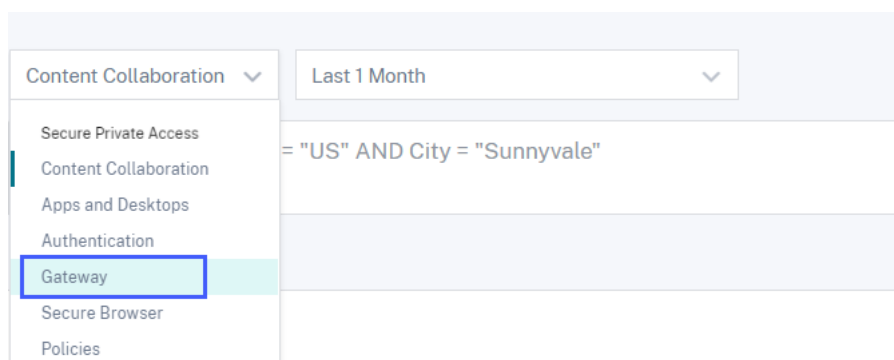 Content Collaboration
Last 1 Month
Secure Private Access
= "US" AND City = "Sunnyvale"
Content Collaboration
Apps and Desktops
Authentication
Gateway
Secure Browser
Policies